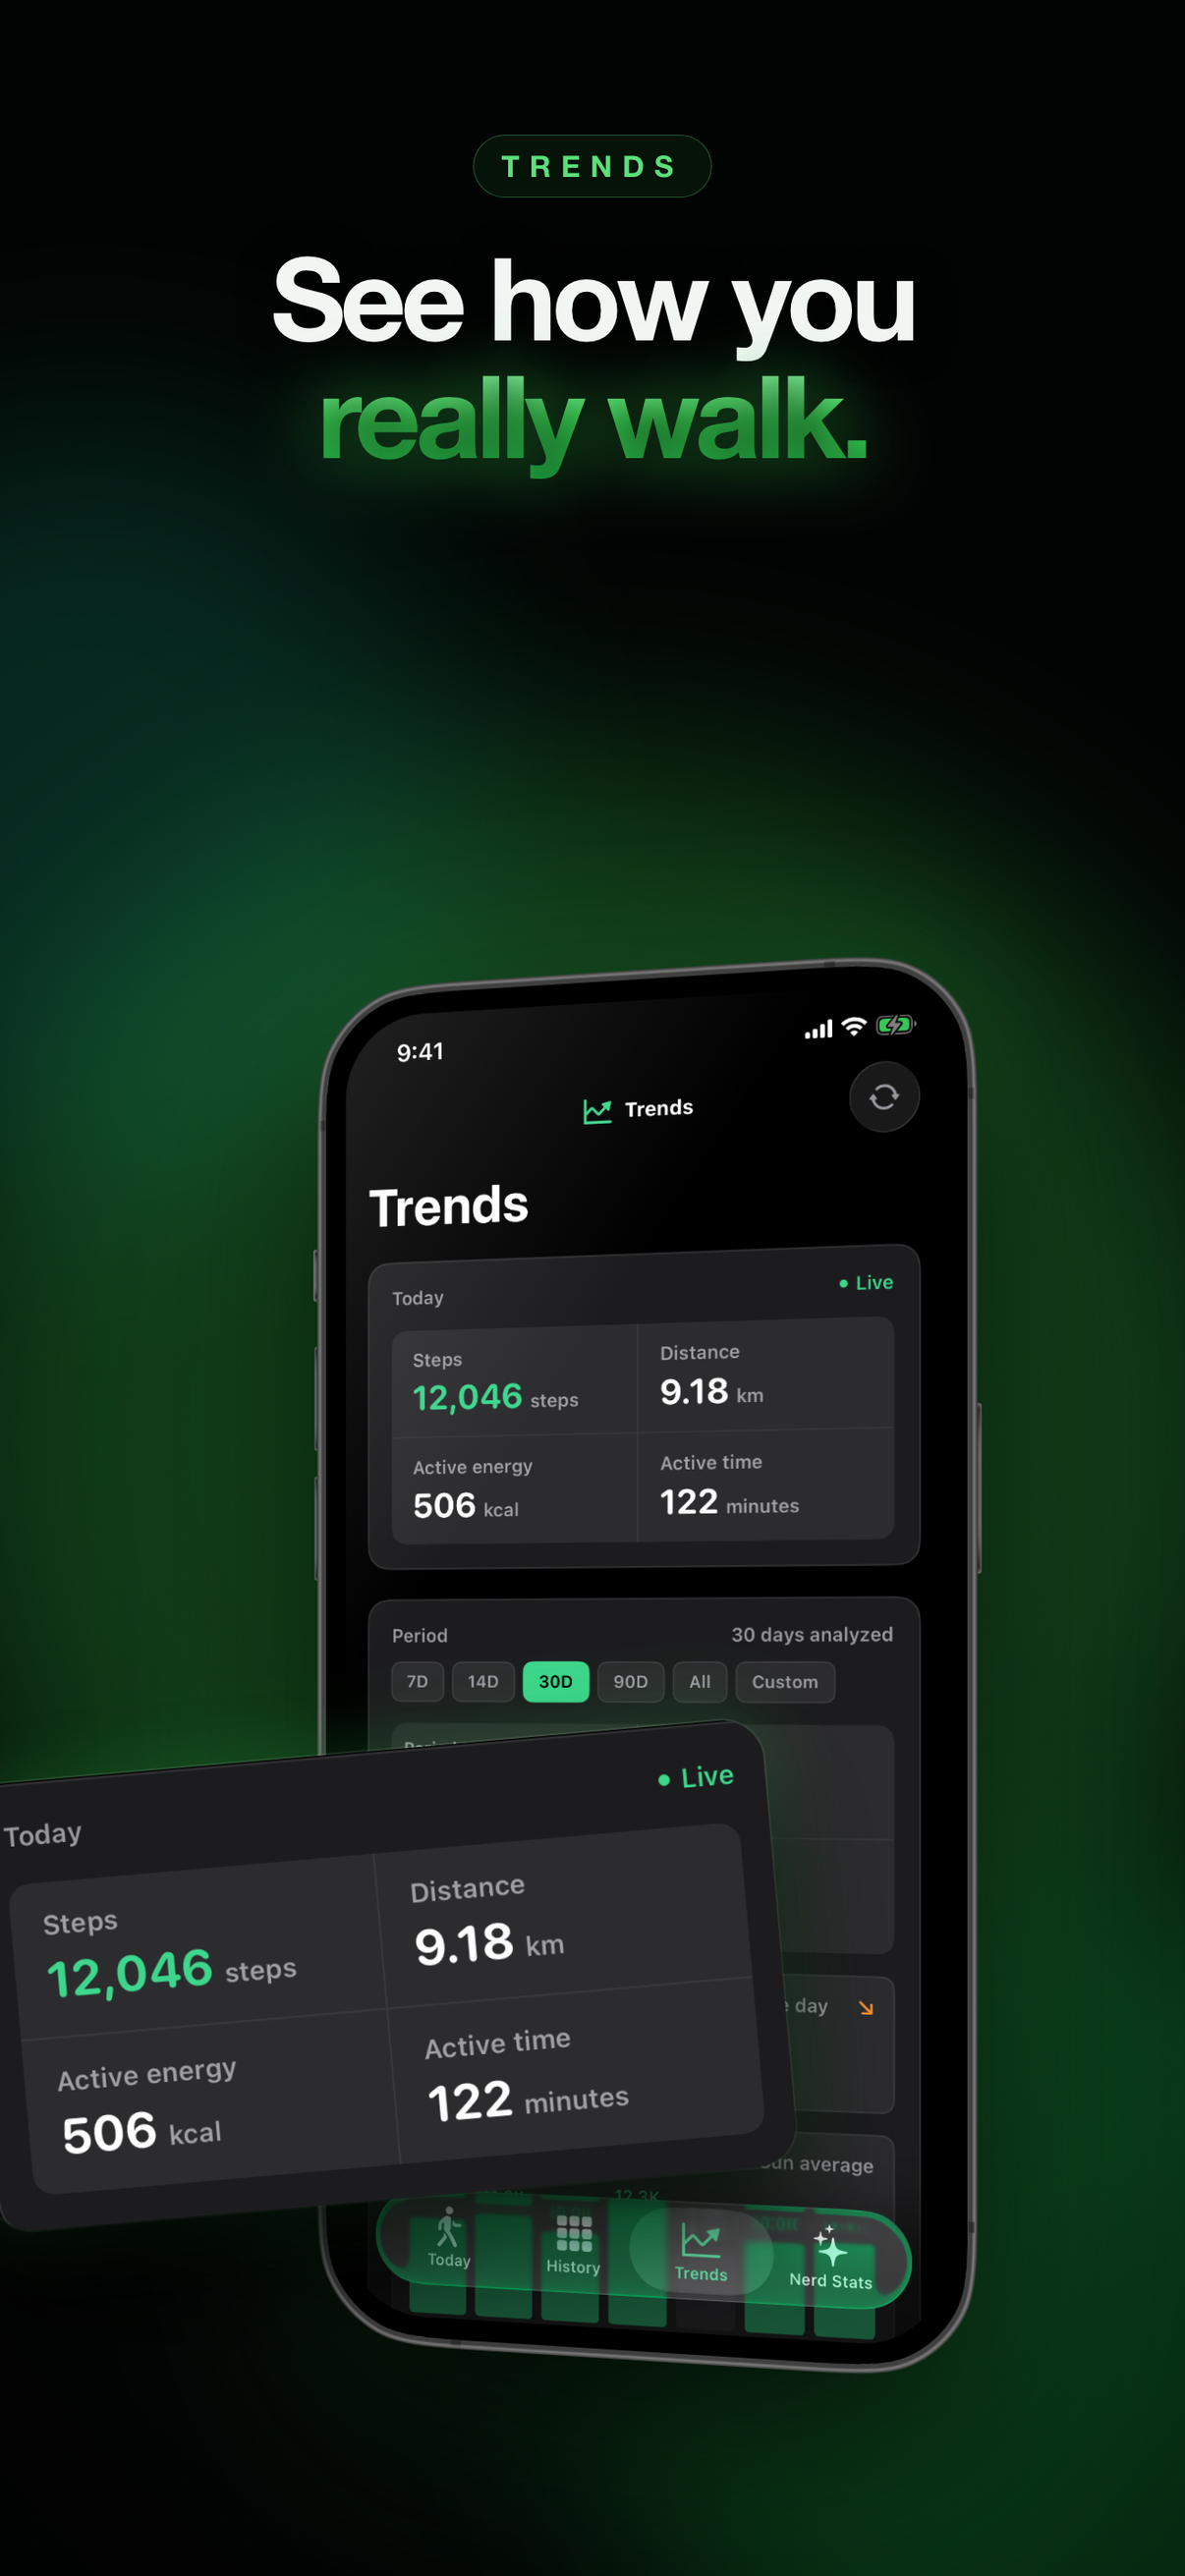 TRENDS
See how you
really walk.
9:41
Trends
Trends
Today
Live
Steps
Distance
12,046 steps
9.18 km
Active energy
Active time
506 kcal
122 minutes
Period
30 days analyzed
7D 14D 30D 90D All Custom
Today
Live
Steps
Distance
12,046 steps
9.18 km
Active energy
Active time
506 kcal
122 minutes
day
average
12.3K
Today
History
Trends
Nerd Stats